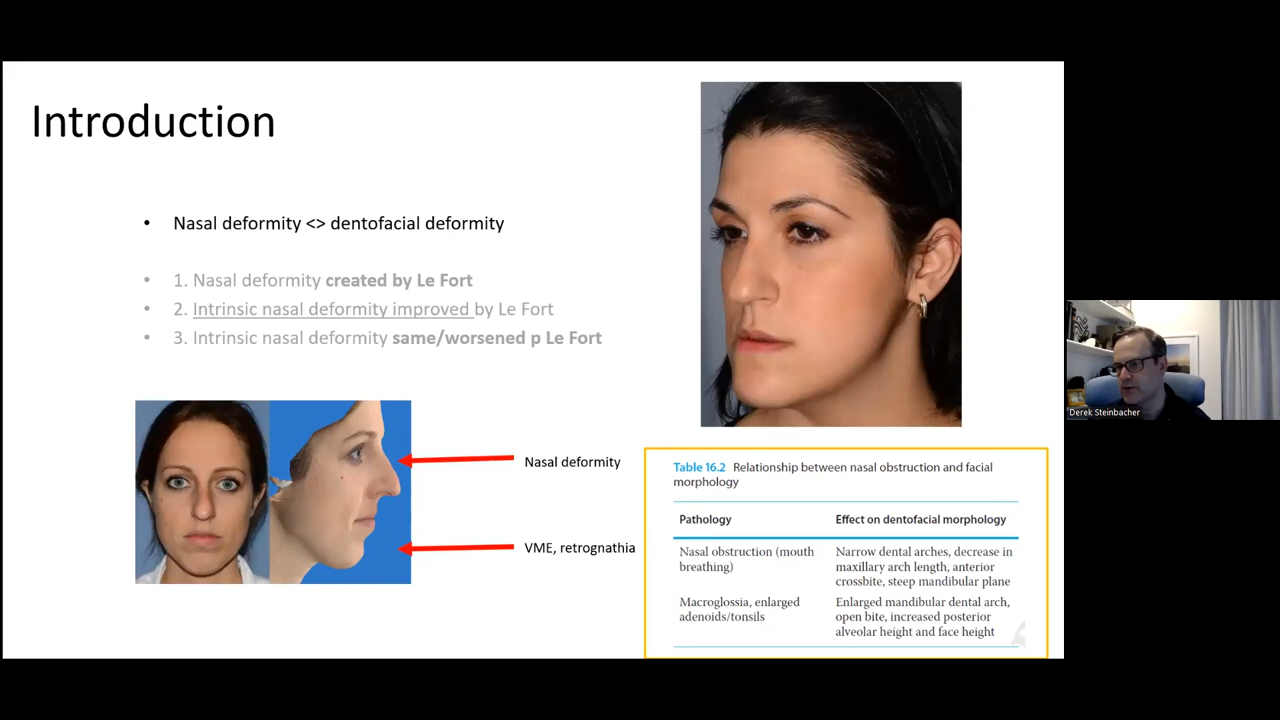 Introduction
• Nasal deformity <> dentofacial deformity
• 1. Nasal deformity created by Le Fort
• 2. Intrinsic nasal deformity improved by Le Fort
• 3. Intrinsic nasal deformity same/worsened p Le Fort
Nasal deformity
VME, retrognathia
Table 16.2 Relationship between nasal obstruction and facial
morphology
Pathology Effect on dentofacial morphology
Nasal obstruction (mouth Narrow dental arches, decrease in
breathing) maxillary arch length, anterior
crossbite, steep mandibular plane
Macroglossia, enlarged Enlarged mandibular dental arch,
adenoids/tonsils open bite, increased posterior
alveolar height and face height
Derek Steinbacher